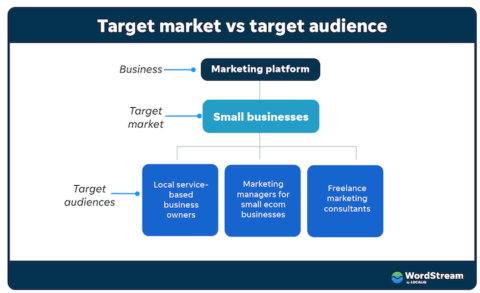 Target market vs target audience
Business
Marketing platform
Target
market
Small businesses
Target
audiences
Local service-
based
business
owners
Marketing
managers for
small ecom
businesses
Freelance
marketing
consultants
WordStream
by LOCALiQ